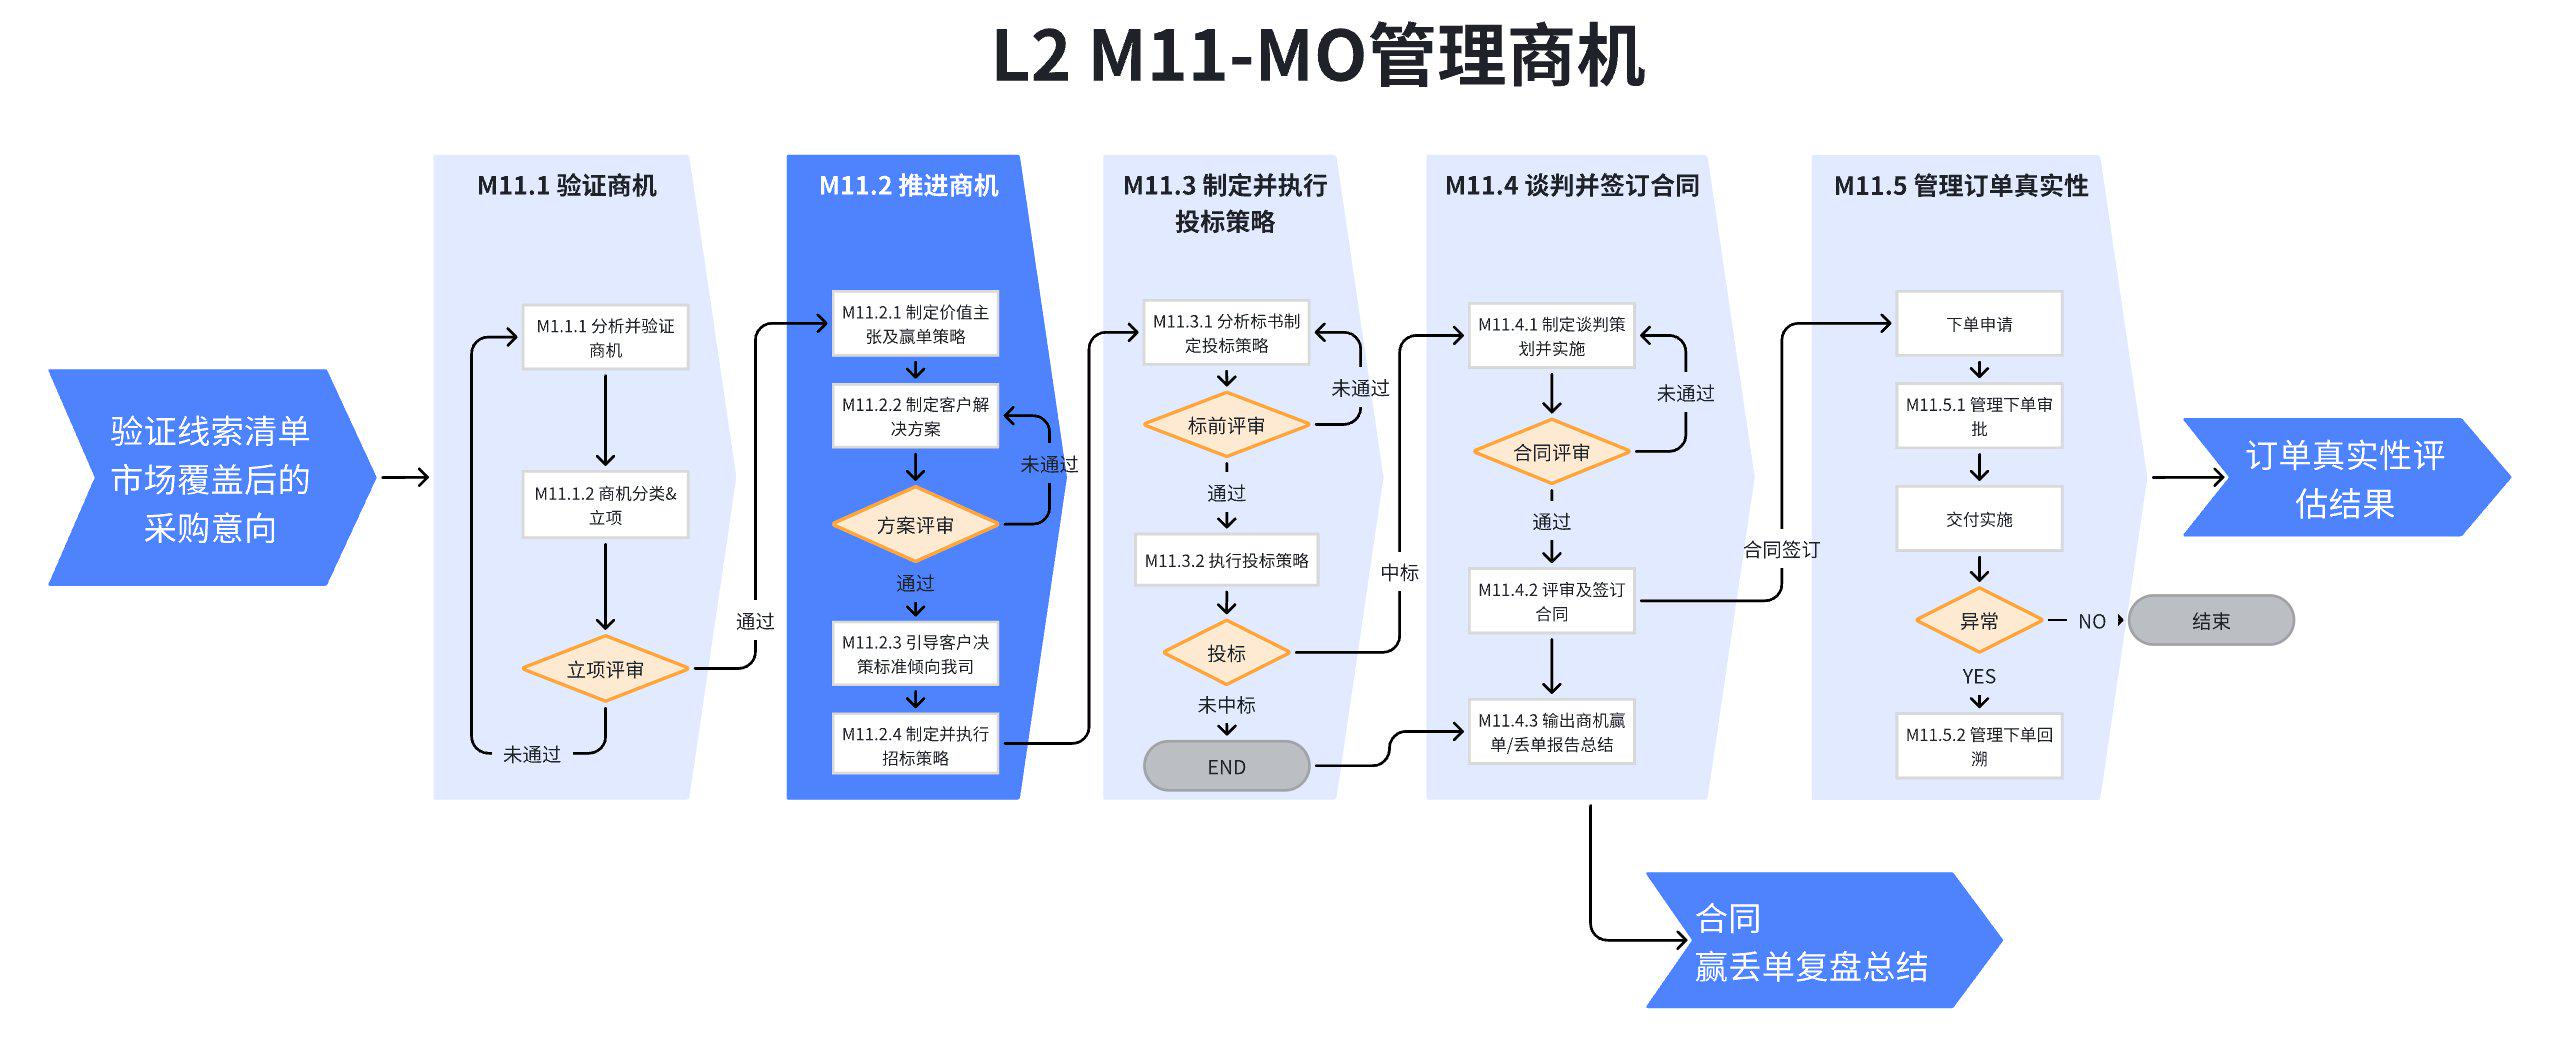 L2 M11-MO管理商机
验证线索清单
市场覆盖后的
采购意向
M11.1 验证商机
M1.1.1 分析并验证
商机
M11.1.2 商机分类&
立项
立项评审
未通过
通过
M11.2 推进商机
M11.2.1 制定价值主
张及赢单策略
M11.2.2 制定客户解
决方案
未通过
方案评审
通过
M11.2.3 引导客户决
策标准倾向我司
M11.2.4 制定并执行
招标策略
M11.3 制定并执行
投标策略
M11.3.1 分析标书制
定投标策略
未通过
标前评审
通过
M11.3.2 执行投标策略
投标
中标
未中标
END
M11.4 谈判并签订合同
M11.4.1 制定谈判策
划并实施
未通过
合同评审
通过
M11.4.2 评审及签订
合同
合同签订
M11.4.3 输出商机赢
单/丢单报告总结
M11.5 管理订单真实性
下单申请
M11.5.1 管理下单审
批
交付实施
异常
NO
结束
YES
M11.5.2 管理下单回
溯
订单真实性评
估结果
合同
赢丢单复盘总结